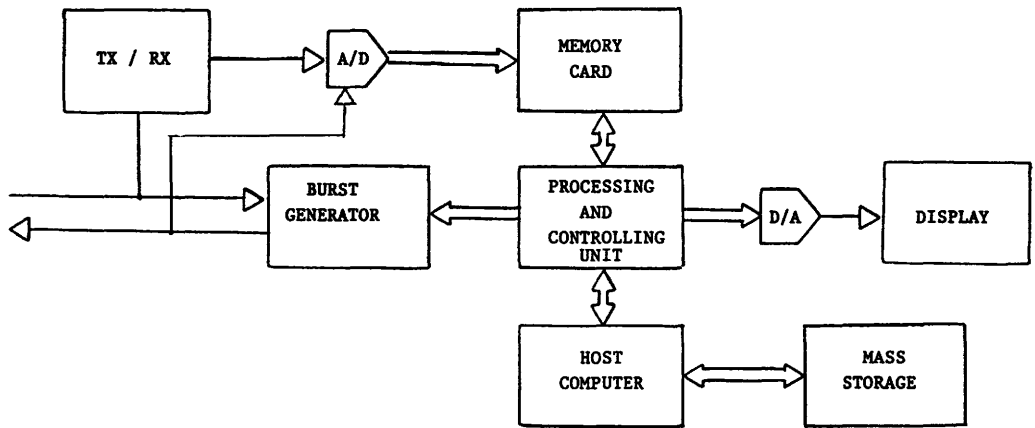 TX / RX
A/D
MEMORY
CARD
BURST
GENERATOR
PROCESSING
AND
CONTROLLING
UNIT
D/A
DISPLAY
HOST
COMPUTER
MASS
STORAGE